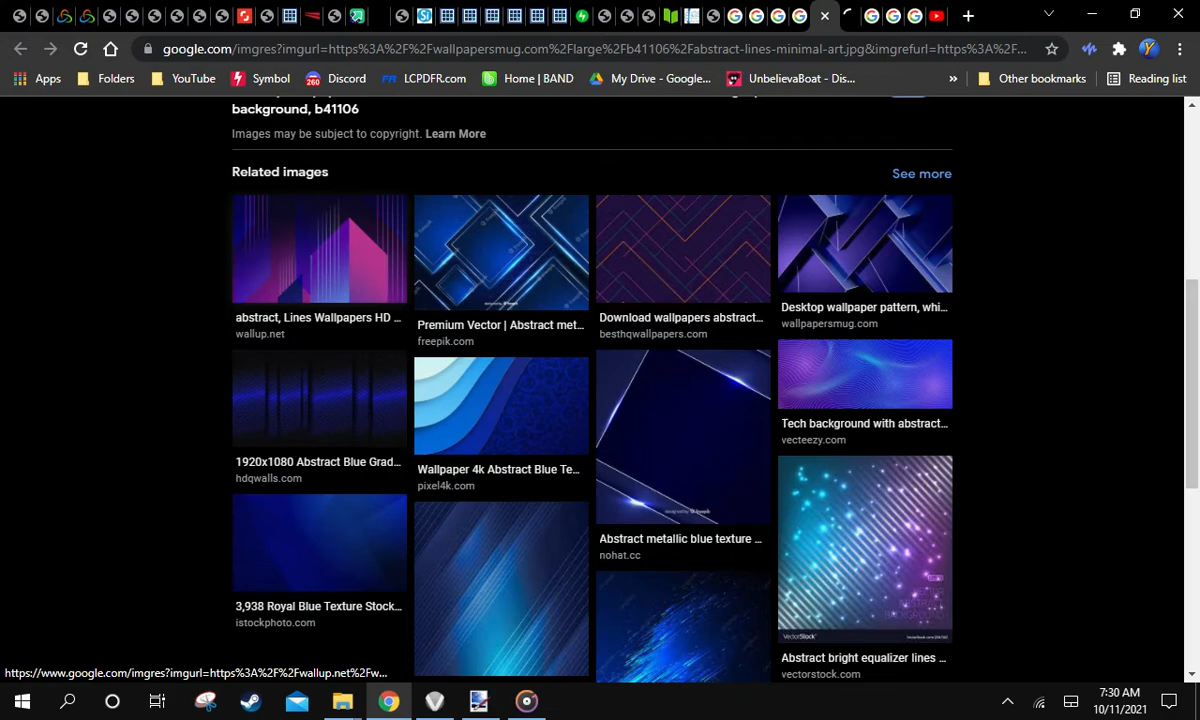 google.com/imgres?imgurl=https%3A%2F%2Fwallpapersmug.com%2Flarge%2Fb41106%2Fabstract-lines-minimal-art.jpg&imgrefurl=https%3A%2F%2F...
Apps Folders YouTube Symbol Discord LCPDFR.com Home | BAND My Drive - Google... UnbelievaBoat - Dis... » Other bookmarks Reading list
background, b41106
Images may be subject to copyright. Learn More
Related images
See more
abstract, Lines Wallpapers HD ...
wallup.net
Premium Vector | Abstract met...
freepik.com
Download wallpapers abstract...
besthqwallpapers.com
Desktop wallpaper pattern, whi...
wallpapersmug.com
1920x1080 Abstract Blue Grad...
hdqwalls.com
Wallpaper 4k Abstract Blue Te...
pixel4k.com
Abstract metallic blue texture ...
nohat.cc
Tech background with abstract...
vecteezy.com
3,938 Royal Blue Texture Stock...
istockphoto.com
VectorStock
Abstract bright equalizer lines ...
vectorstock.com
https://www.google.com/imgres?imgurl=https%3A%2F%2Fwallup.net%2Fw...
7:30 AM
10/11/2021